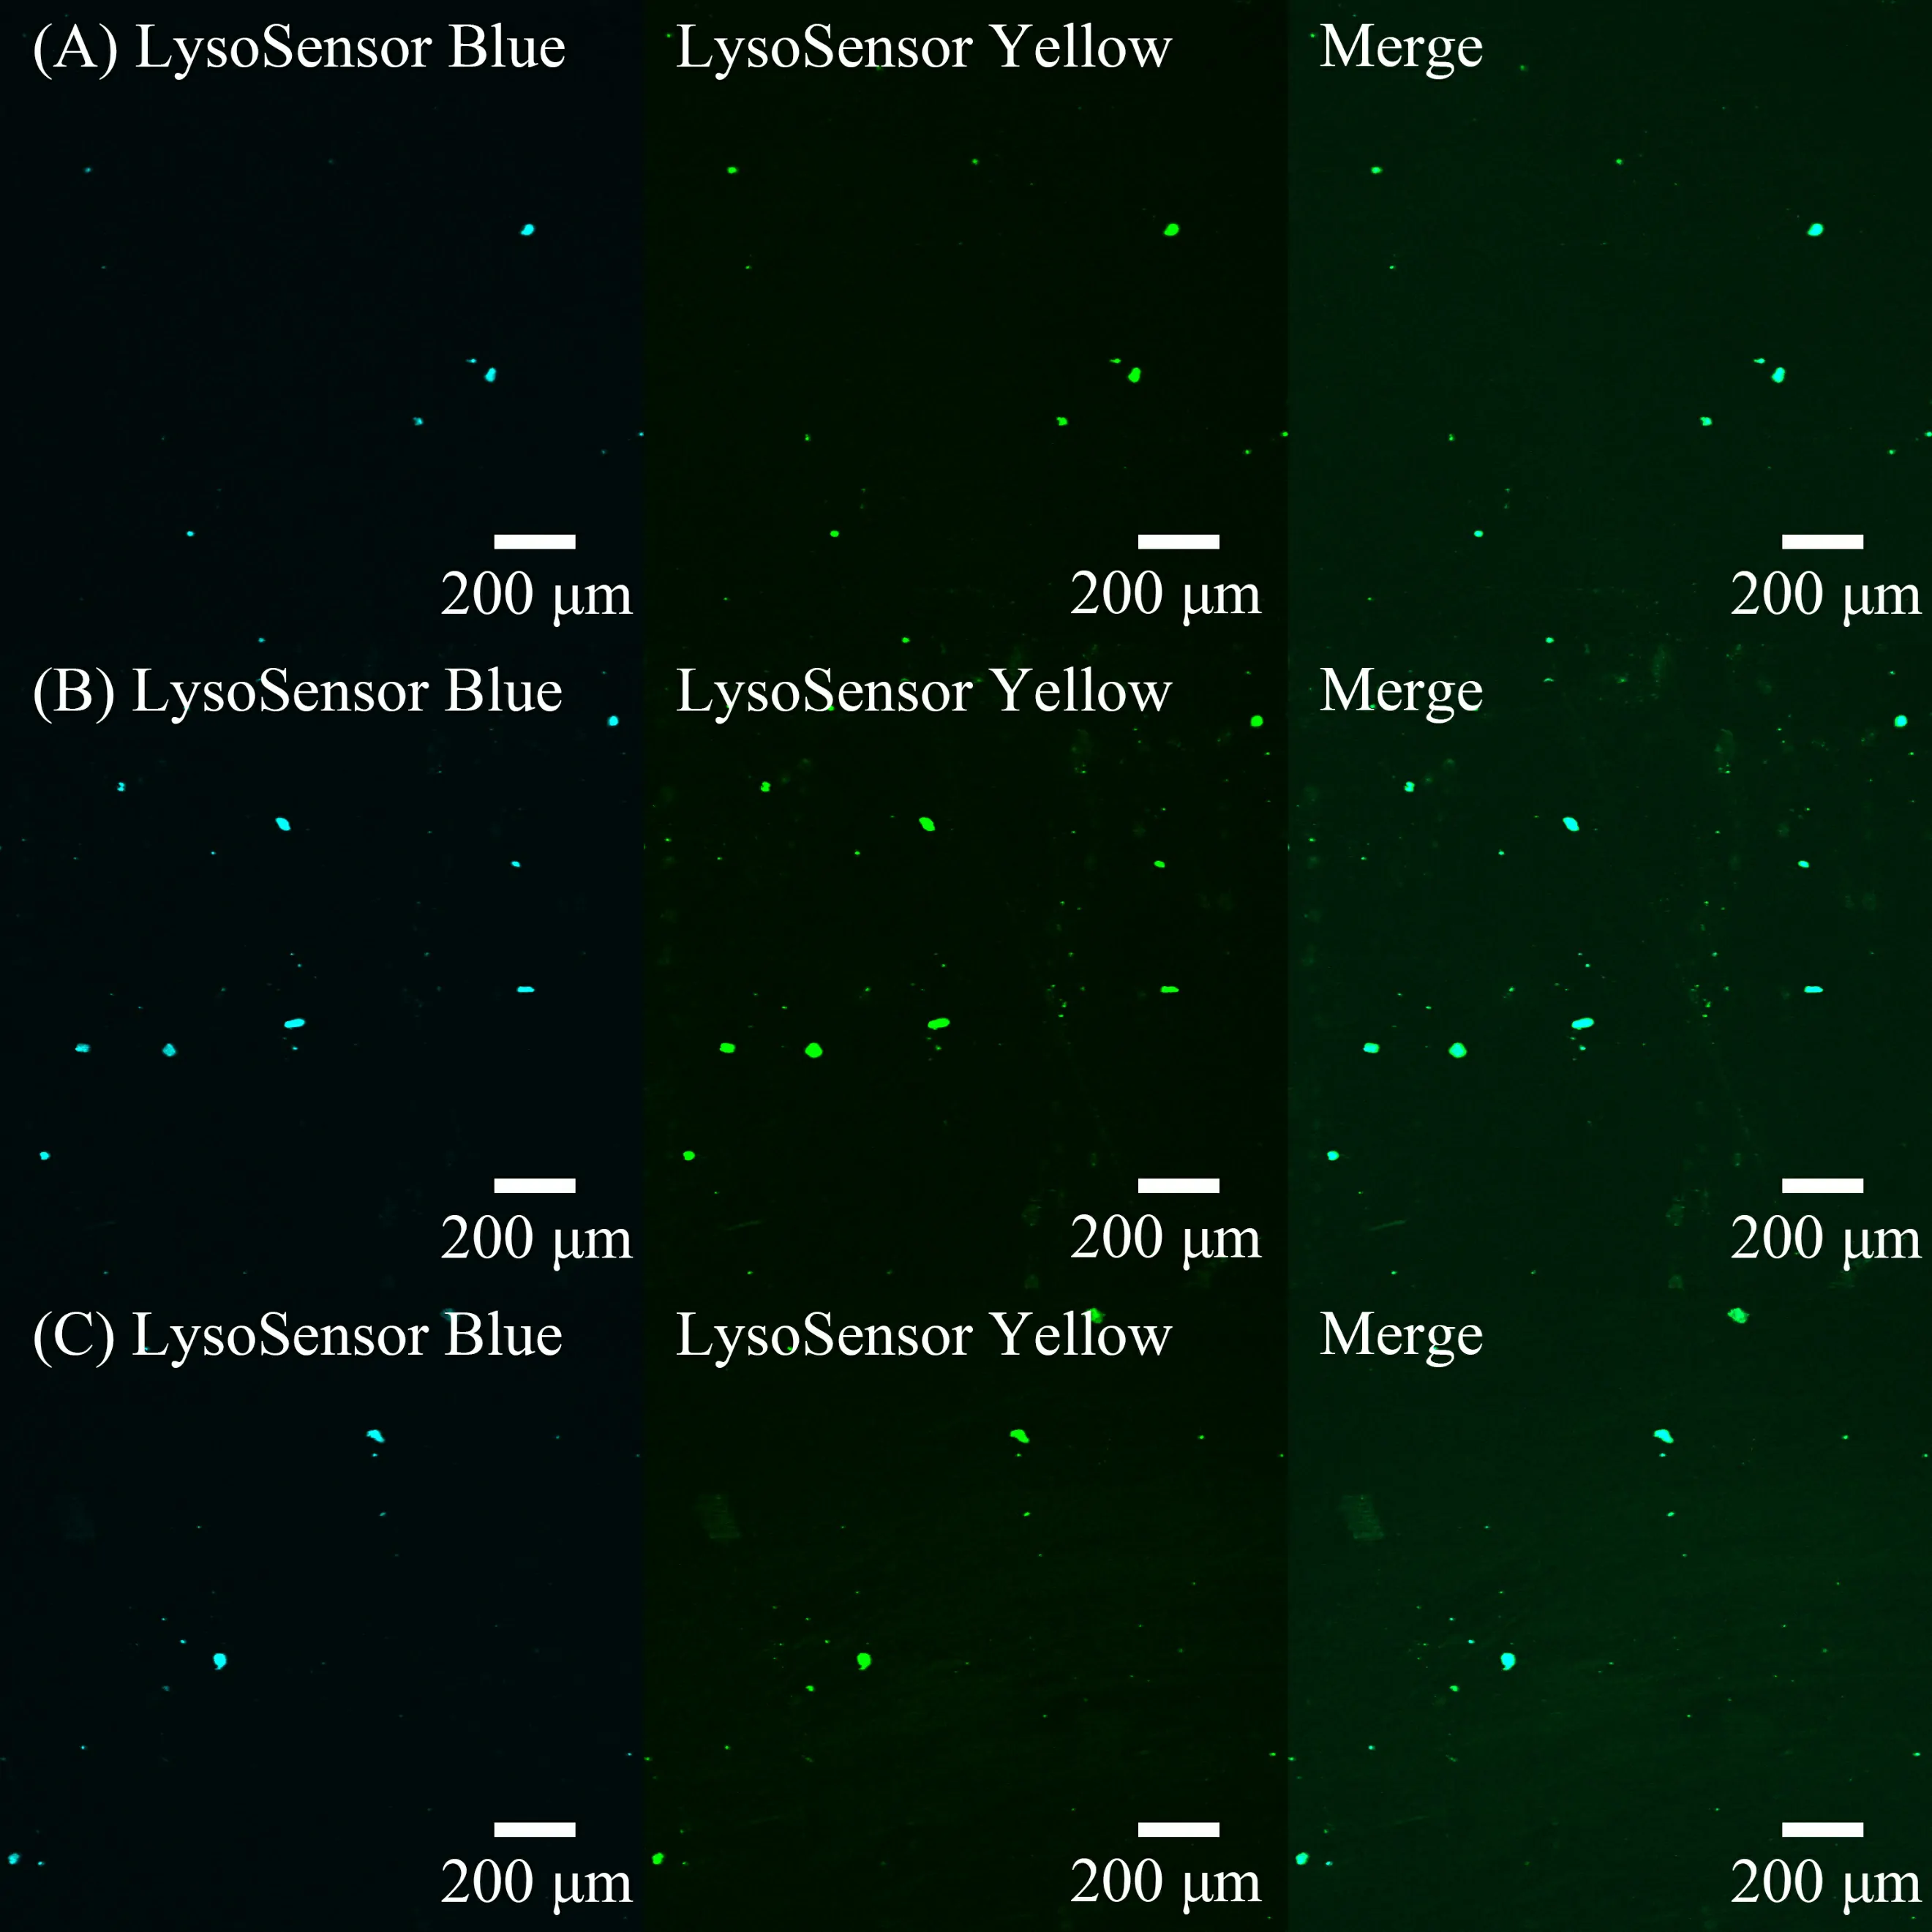 (A) LysoSensor Blue
LysoSensor Yellow
Merge
200 μm
200 μm
200 μm
(B) LysoSensor Blue
LysoSensor Yellow
Merge
200 μm
200 μm
200 μm
(C) LysoSensor Blue
LysoSensor Yellow
Merge
200 μm
200 μm
200 μm